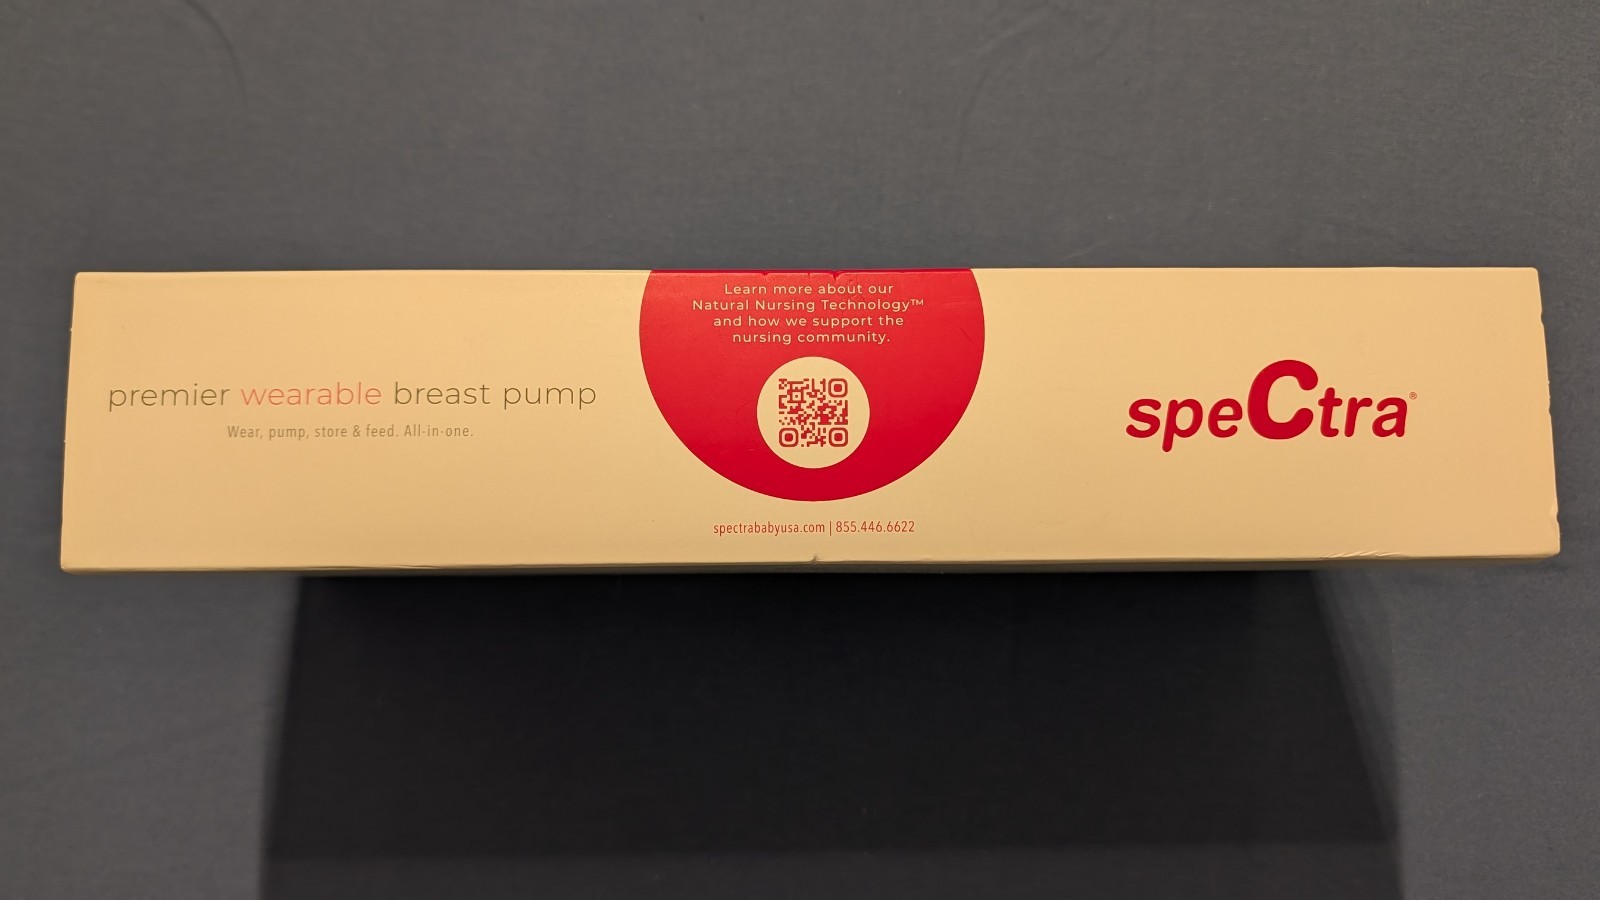 premier wearable breast pump
Wear, pump, store & feed. All-in-one.
Learn more about our
Natural Nursing Technology™
and how we support the
nursing community.
spectrababyusa.com | 855.446.6622
speCtra®